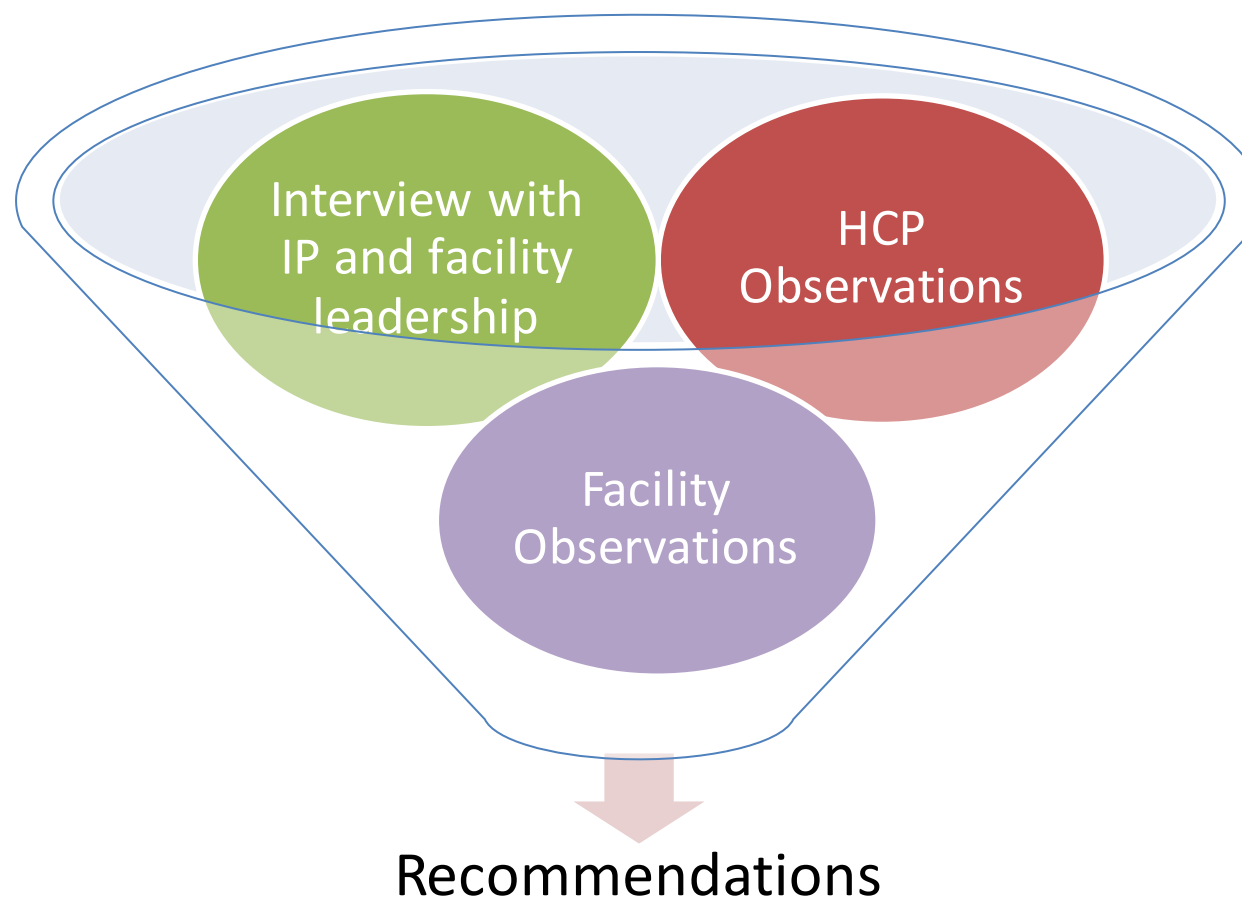 Interview with
IP and facility
leadership
HCP
Observations
Facility
Observations
Recommendations